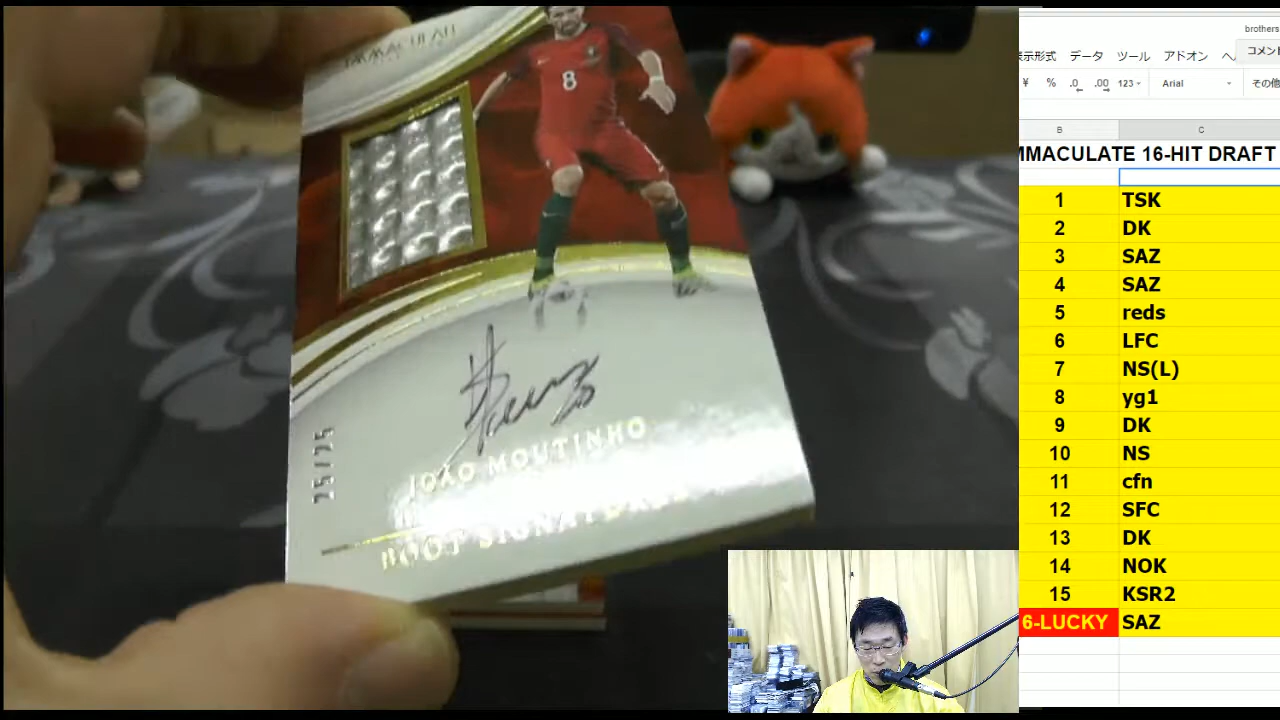 IMMACULATE
8
25/25
JOÃO MOUTINHO
BOOT SIGNATURES
brothers
表示形式 データ ツール アドオン ヘ
コメント
¥ % .0 .00 123 Arial その他
B C
MMACULATE 16-HIT DRAFT
1 TSK
2 DK
3 SAZ
4 SAZ
5 reds
6 LFC
7 NS(L)
8 yg1
9 DK
10 NS
11 cfn
12 SFC
13 DK
14 NOK
15 KSR2
6-LUCKY SAZ